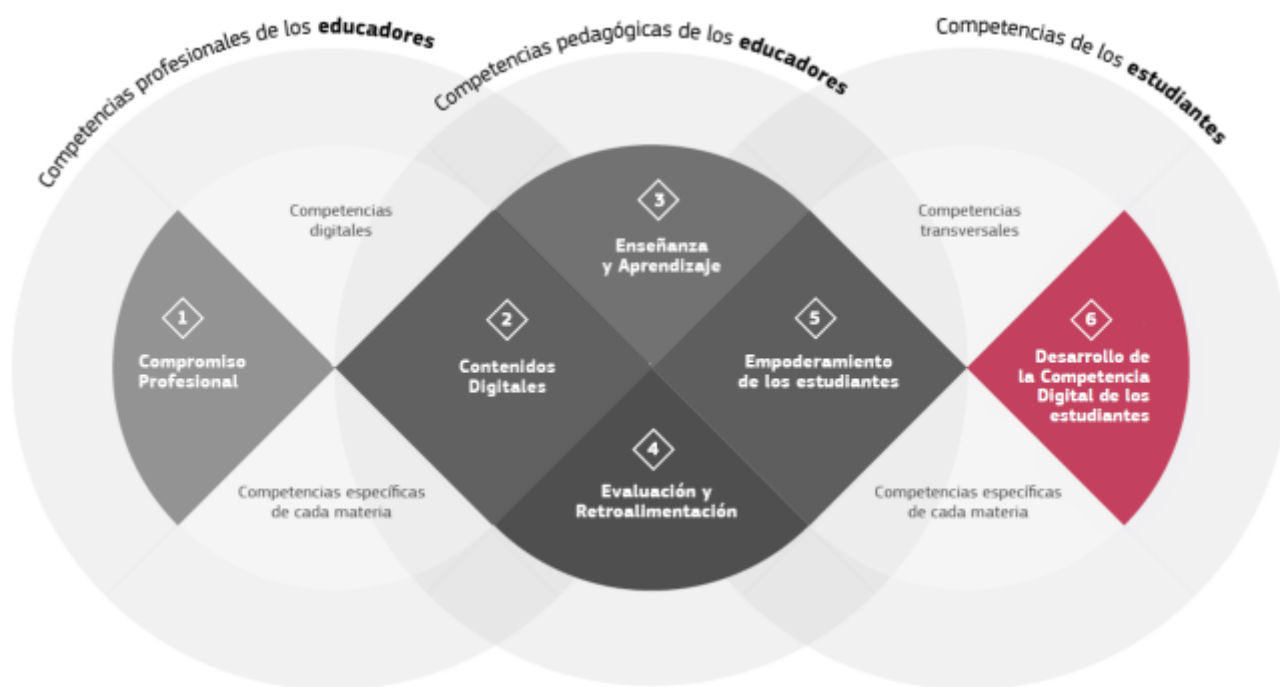 Competencias profesionales de los educadores
Competencias pedagógicas de los educadores
Competencias de los estudiantes
Competencias
digitales
3
Enseñanza
y Aprendizaje
Competencias
transversales
1
Compromiso
Profesional
2
Contenidos
Digitales
5
Empoderamiento
de los estudiantes
6
Desarrollo de
la Competencia
Digital de los
estudiantes
Competencias específicas
de cada materia
4
Evaluación y
Retroalimentación
Competencias específicas
de cada materia